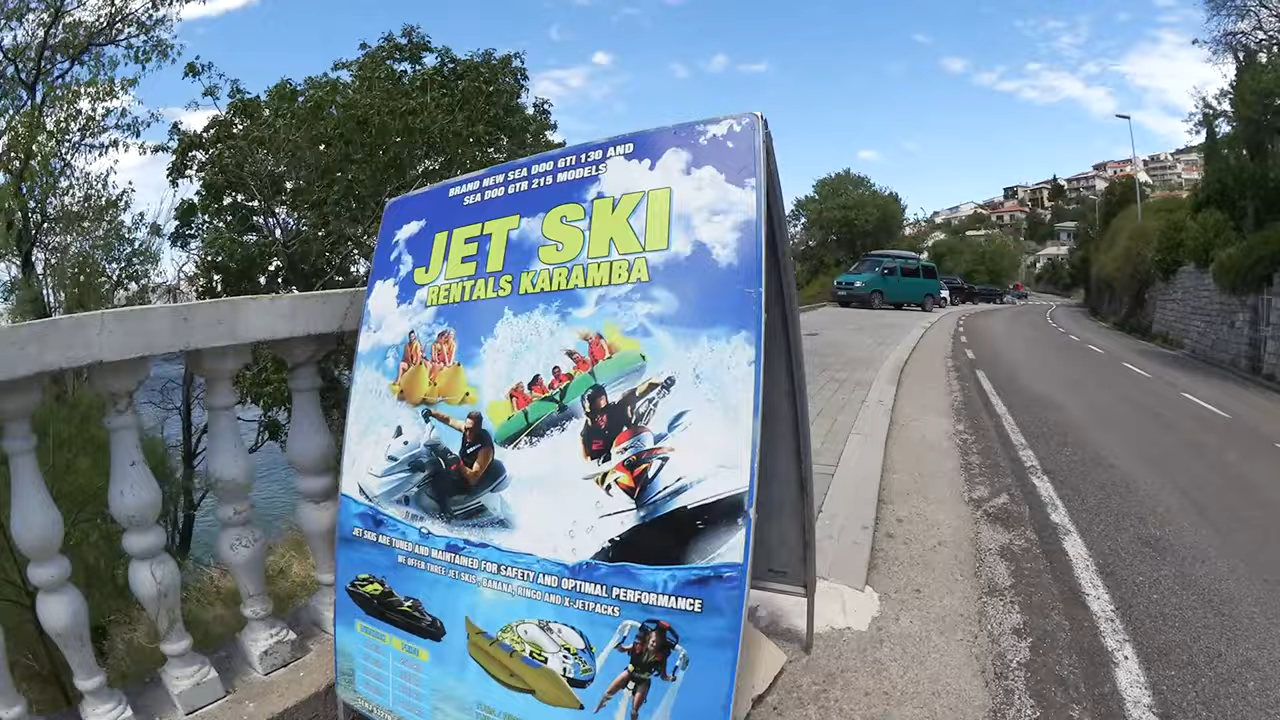 BRAND NEW SEA DOO GTI 130 AND
SEA DOO GTR 215 MODELS
JET SKI
RENTALS KARAMBA
JET SKIS ARE TUNED AND MAINTAINED FOR SAFETY AND OPTIMAL PERFORMANCE
WE OFFER THREE JET SKIS , BANANA, RINGO AND X-JETPACKS